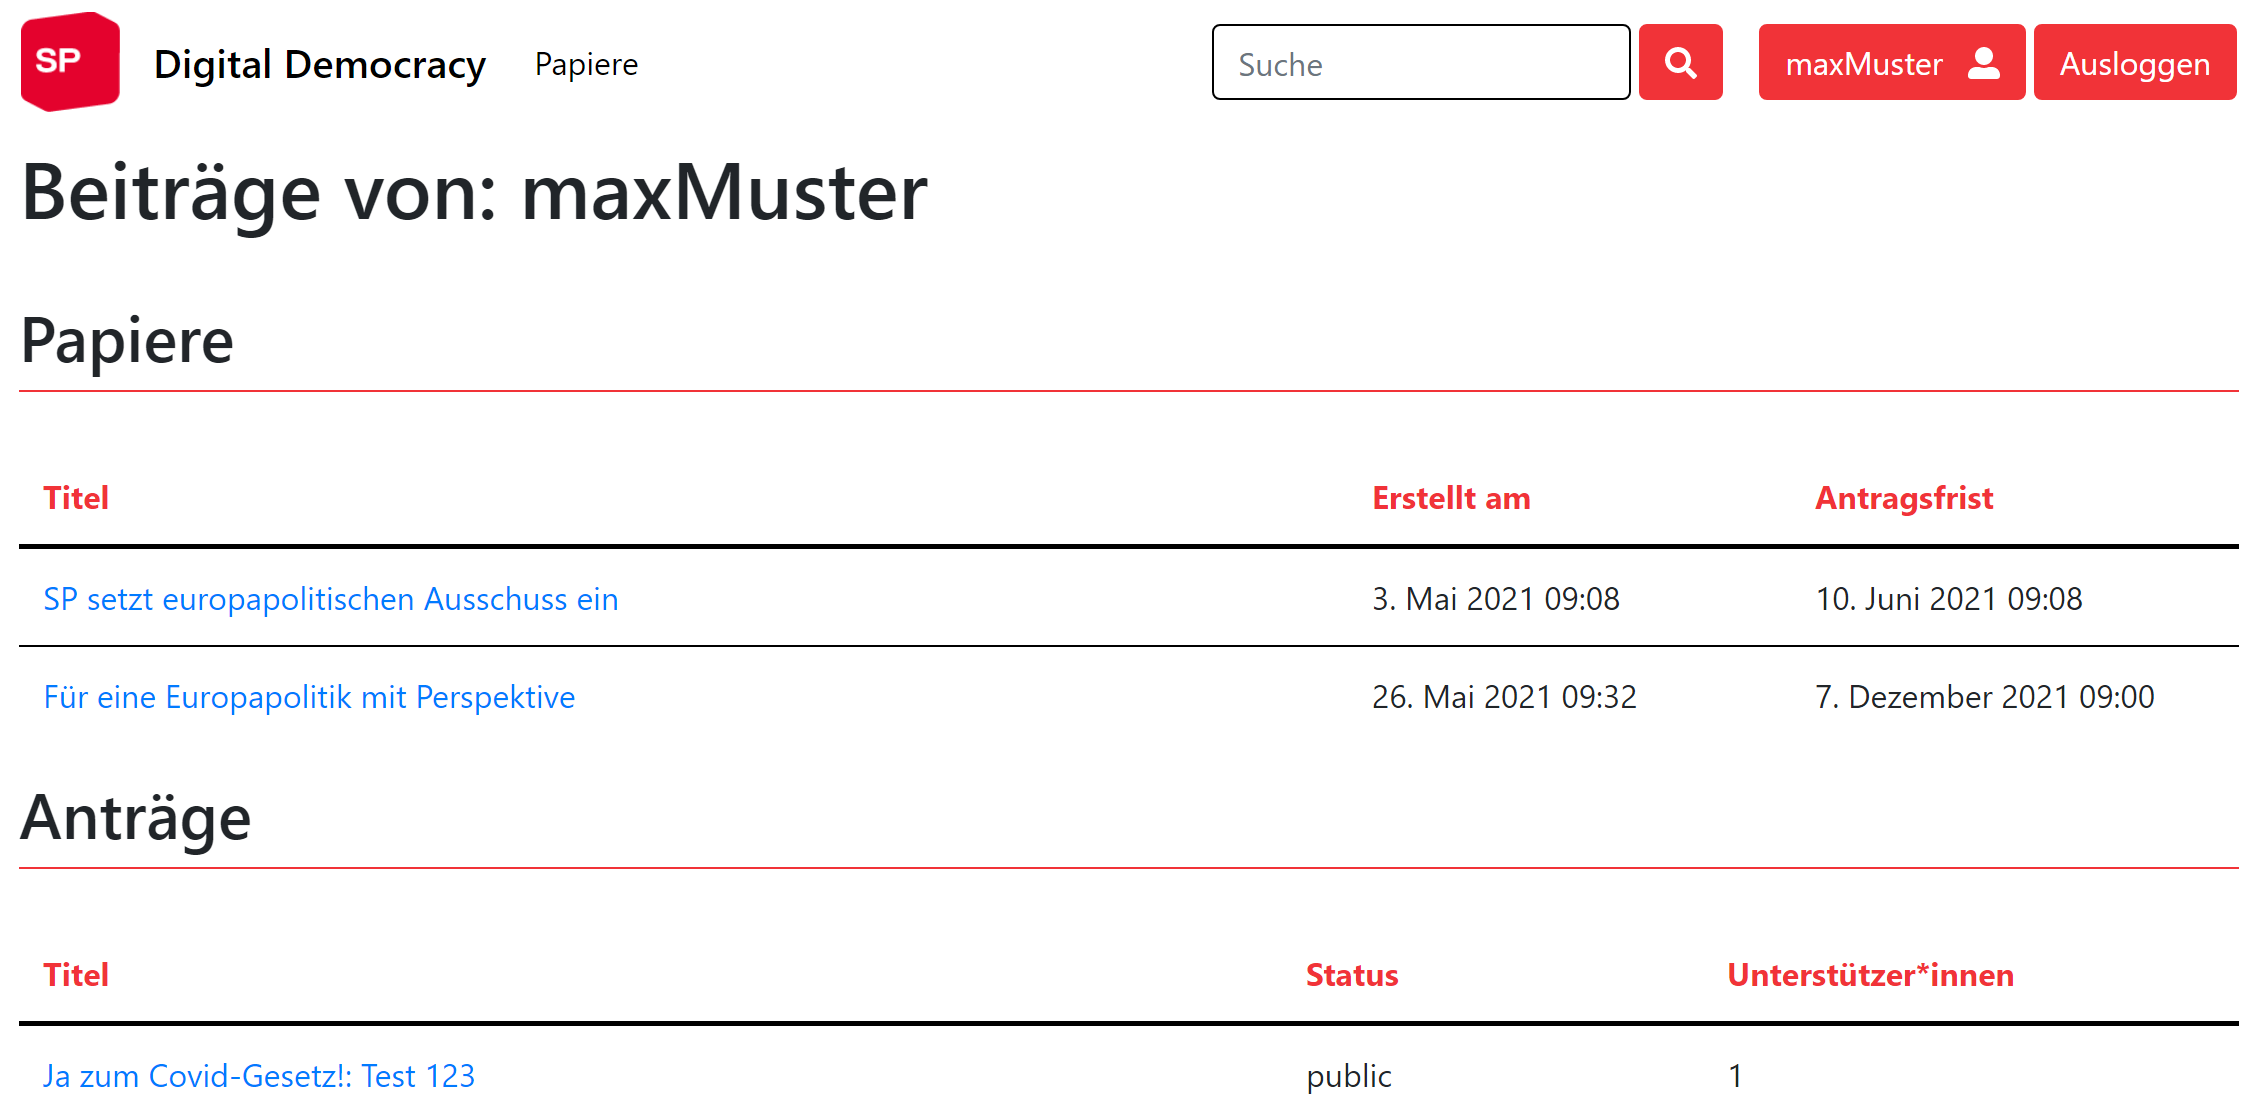 SP Digital Democracy Papiere Suche maxMuster Ausloggen
Beiträge von: maxMuster
Papiere
Titel Erstellt am Antragsfrist
SP setzt europapolitischen Ausschuss ein 3. Mai 2021 09:08 10. Juni 2021 09:08
Für eine Europapolitik mit Perspektive 26. Mai 2021 09:32 7. Dezember 2021 09:00
Anträge
Titel Status Unterstützer*innen
Ja zum Covid-Gesetz!: Test 123 public 1